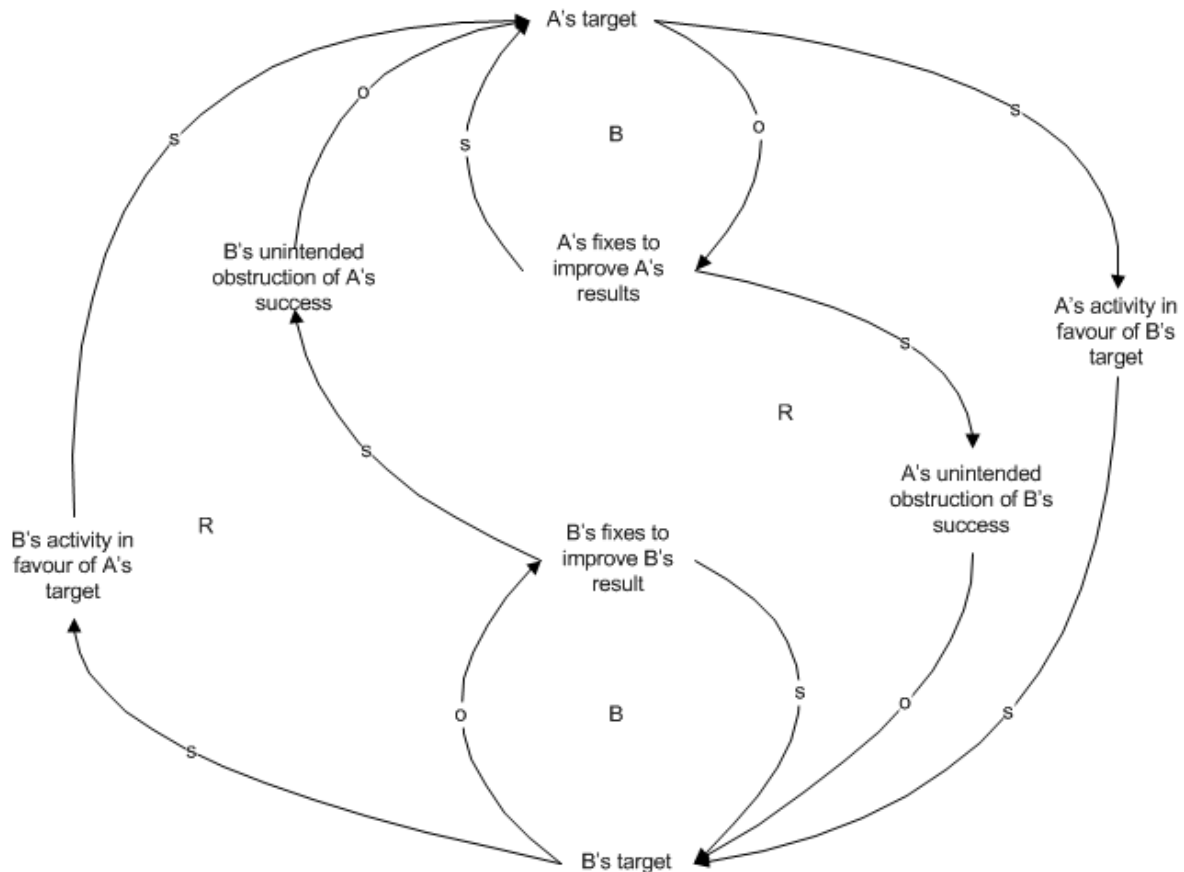 A's target
s
o
o
s
B
s
B's unintended
obstruction of A's
success
A's fixes to
improve A's
results
A's activity in
favour of B's
target
s
R
s
A's unintended
obstruction of B's
success
R
B's activity in
favour of A's
target
B's fixes to
improve B's
result
s
o
B
o
s
s
B's target